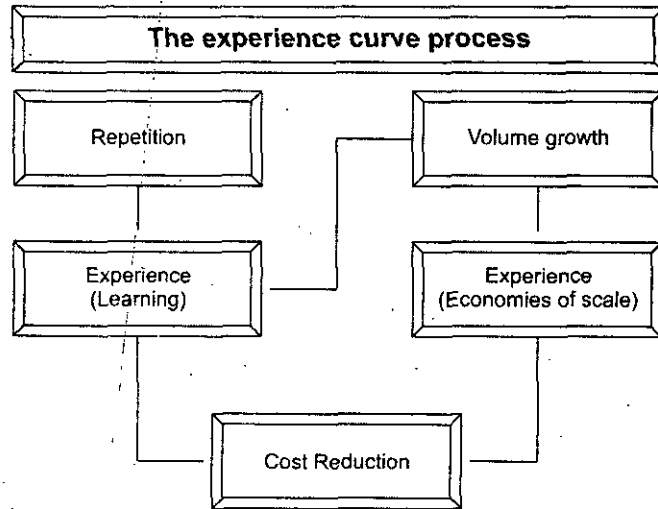 The experience curve process
Repetition
Volume growth
Experience
(Learning)
Experience
(Economies of scale)
Cost Reduction